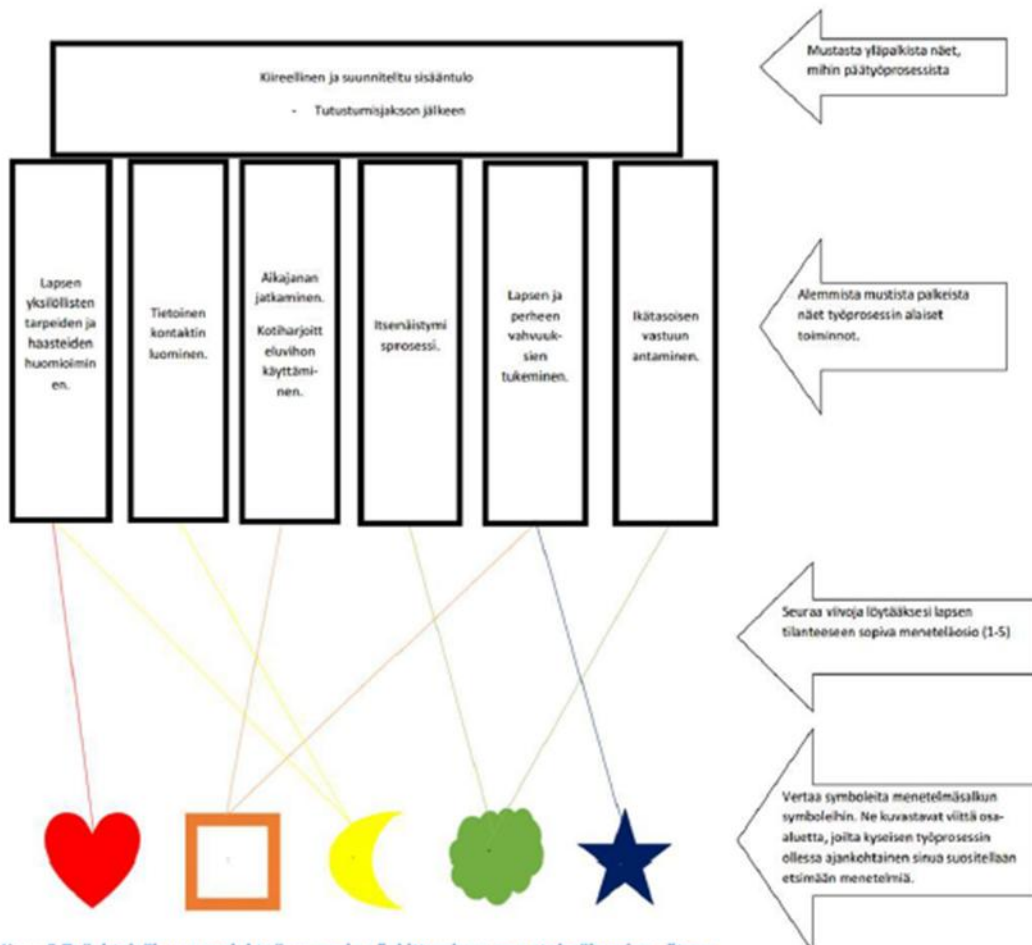 Kiireellinen ja suunniteltu sisääntulo
- Tutustumisjakson jälkeen
Mustasta yläpalkista näet,
mihin päätyöprosessista
Lapsen
yksilöllisten
tarpeiden ja
haasteiden
huomioimin
en.
Tietoinen
kontaktin
luominen.
Aikajanan
jatkaminen.
Kotiharjoitt
eluvihon
käyttämi-
nen.
Itsenäistymi
sprosessi.
Lapsen ja
perheen
vahvuuk-
sien
tukeminen.
Ikätasoisen
vastuun
antaminen.
Alemmista mustista palkeista
näet työprosessin alaiset
toiminnot.
Seuraa viivoja löytääksesi lapsen
tilanteeseen sopiva meneteläosio (1-5)
Vertaa symboleita menetelmäsalkun
symboleihin. Ne kuvastavat viittä osa-
aluetta, joilta kyseisen työprosessin
ollessa ajankohtainen sinua suositellaan
etsimään menetelmiä.